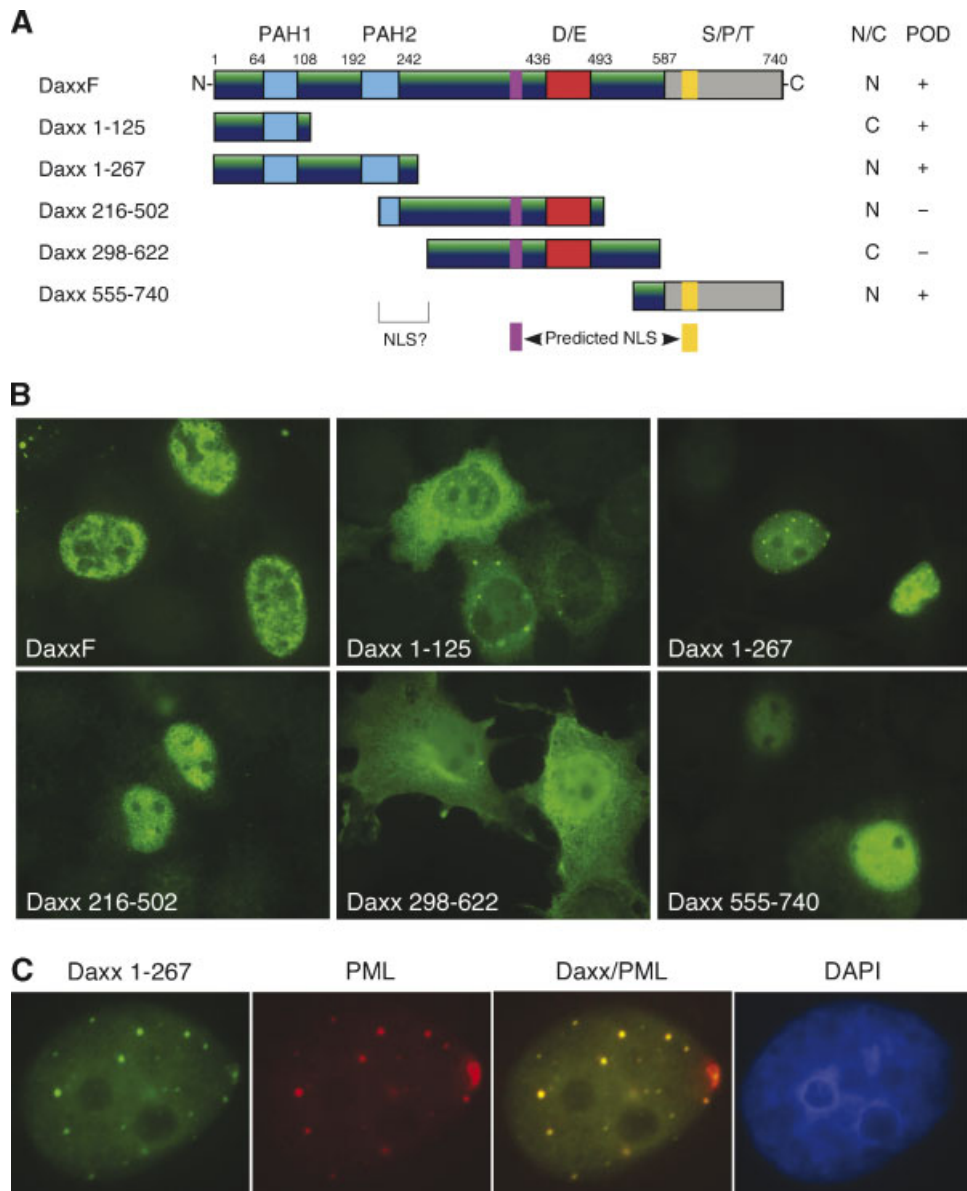 A
PAH1 PAH2 D/E S/P/T N/C POD
1 64 108 192 242 436 493 587 740
DaxxF N- -C N +
Daxx 1-125 C +
Daxx 1-267 N +
Daxx 216-502 N –
Daxx 298-622 C –
Daxx 555-740 N +
NLS? Predicted NLS
B
DaxxF Daxx 1-125 Daxx 1-267
Daxx 216-502 Daxx 298-622 Daxx 555-740
C Daxx 1-267 PML Daxx/PML DAPI